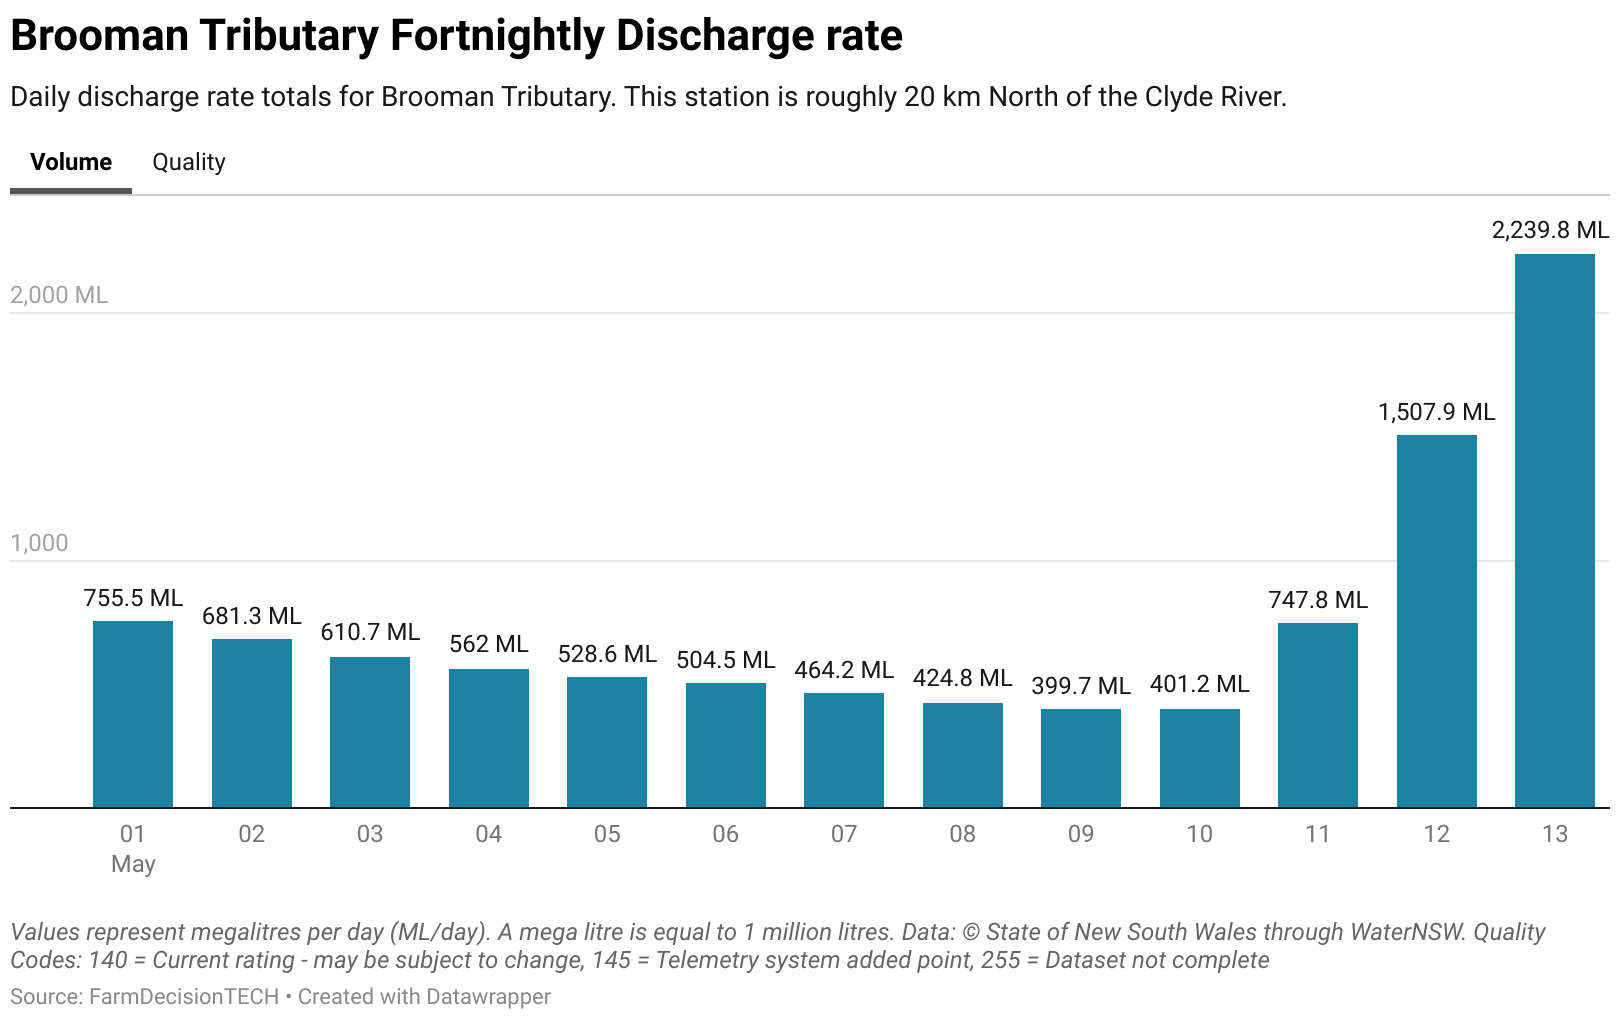 Brooman Tributary Fortnightly Discharge rate
Daily discharge rate totals for Brooman Tributary. This station is roughly 20 km North of the Clyde River.
Volume Quality
2,239.8 ML
2,000 ML
1,507.9 ML
1,000
755.5 ML
681.3 ML
610.7 ML
562 ML
528.6 ML
504.5 ML
464.2 ML
424.8 ML
399.7 ML
401.2 ML
747.8 ML
01 02 03 04 05 06 07 08 09 10 11 12 13
May
Values represent megalitres per day (ML/day). A mega litre is equal to 1 million litres. Data: © State of New South Wales through WaterNSW. Quality
Codes: 140 = Current rating - may be subject to change, 145 = Telemetry system added point, 255 = Dataset not complete
Source: FarmDecisionTECH • Created with Datawrapper